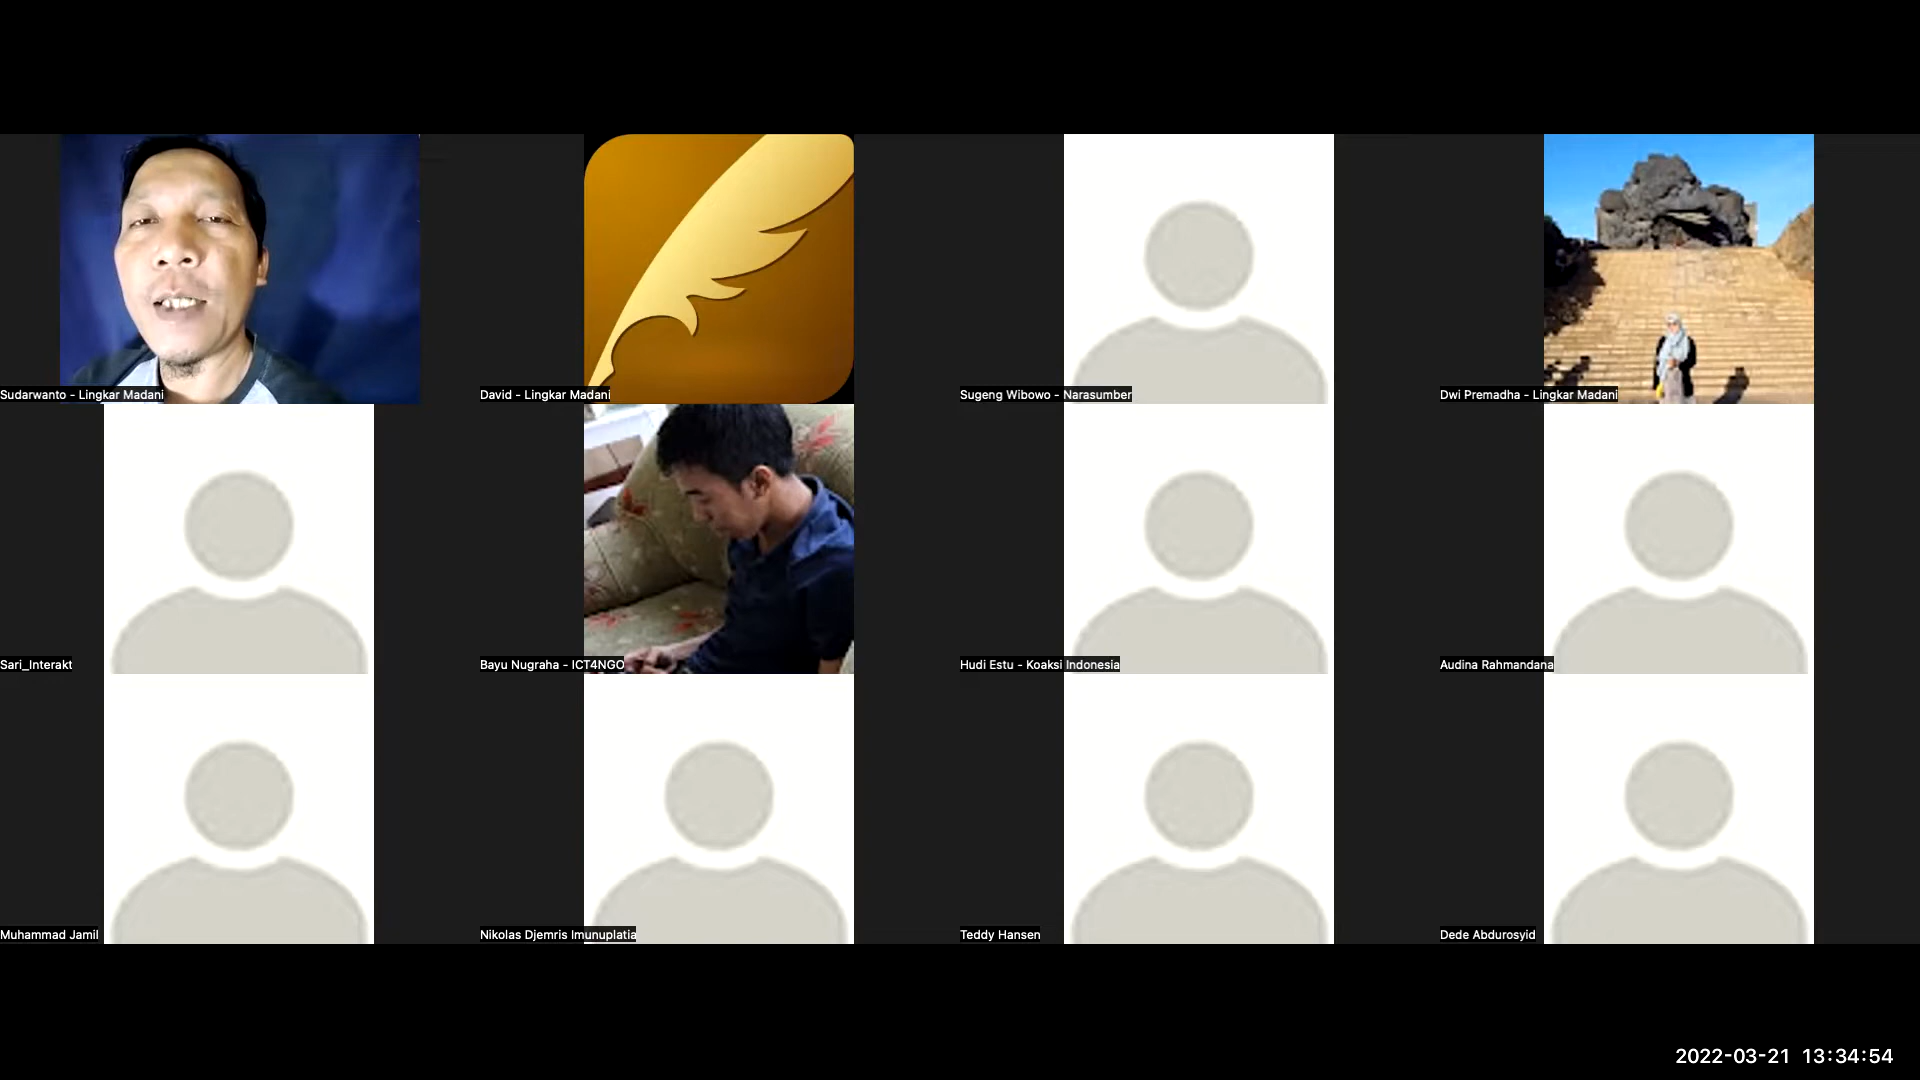 Sudarwanto - Lingkar Madani
David - Lingkar Madani
Sugeng Wibowo - Narasumber
Dwi Premadha - Lingkar Madani
Sari_Interakt
Bayu Nugraha - ICT4NGO
Hudi Estu - Koaksi Indonesia
Audina Rahmandana
Muhammad Jamil
Nikolas Djemris Imunuplatia
Teddy Hansen
Dede Abdurosyid
2022-03-21 13:34:54